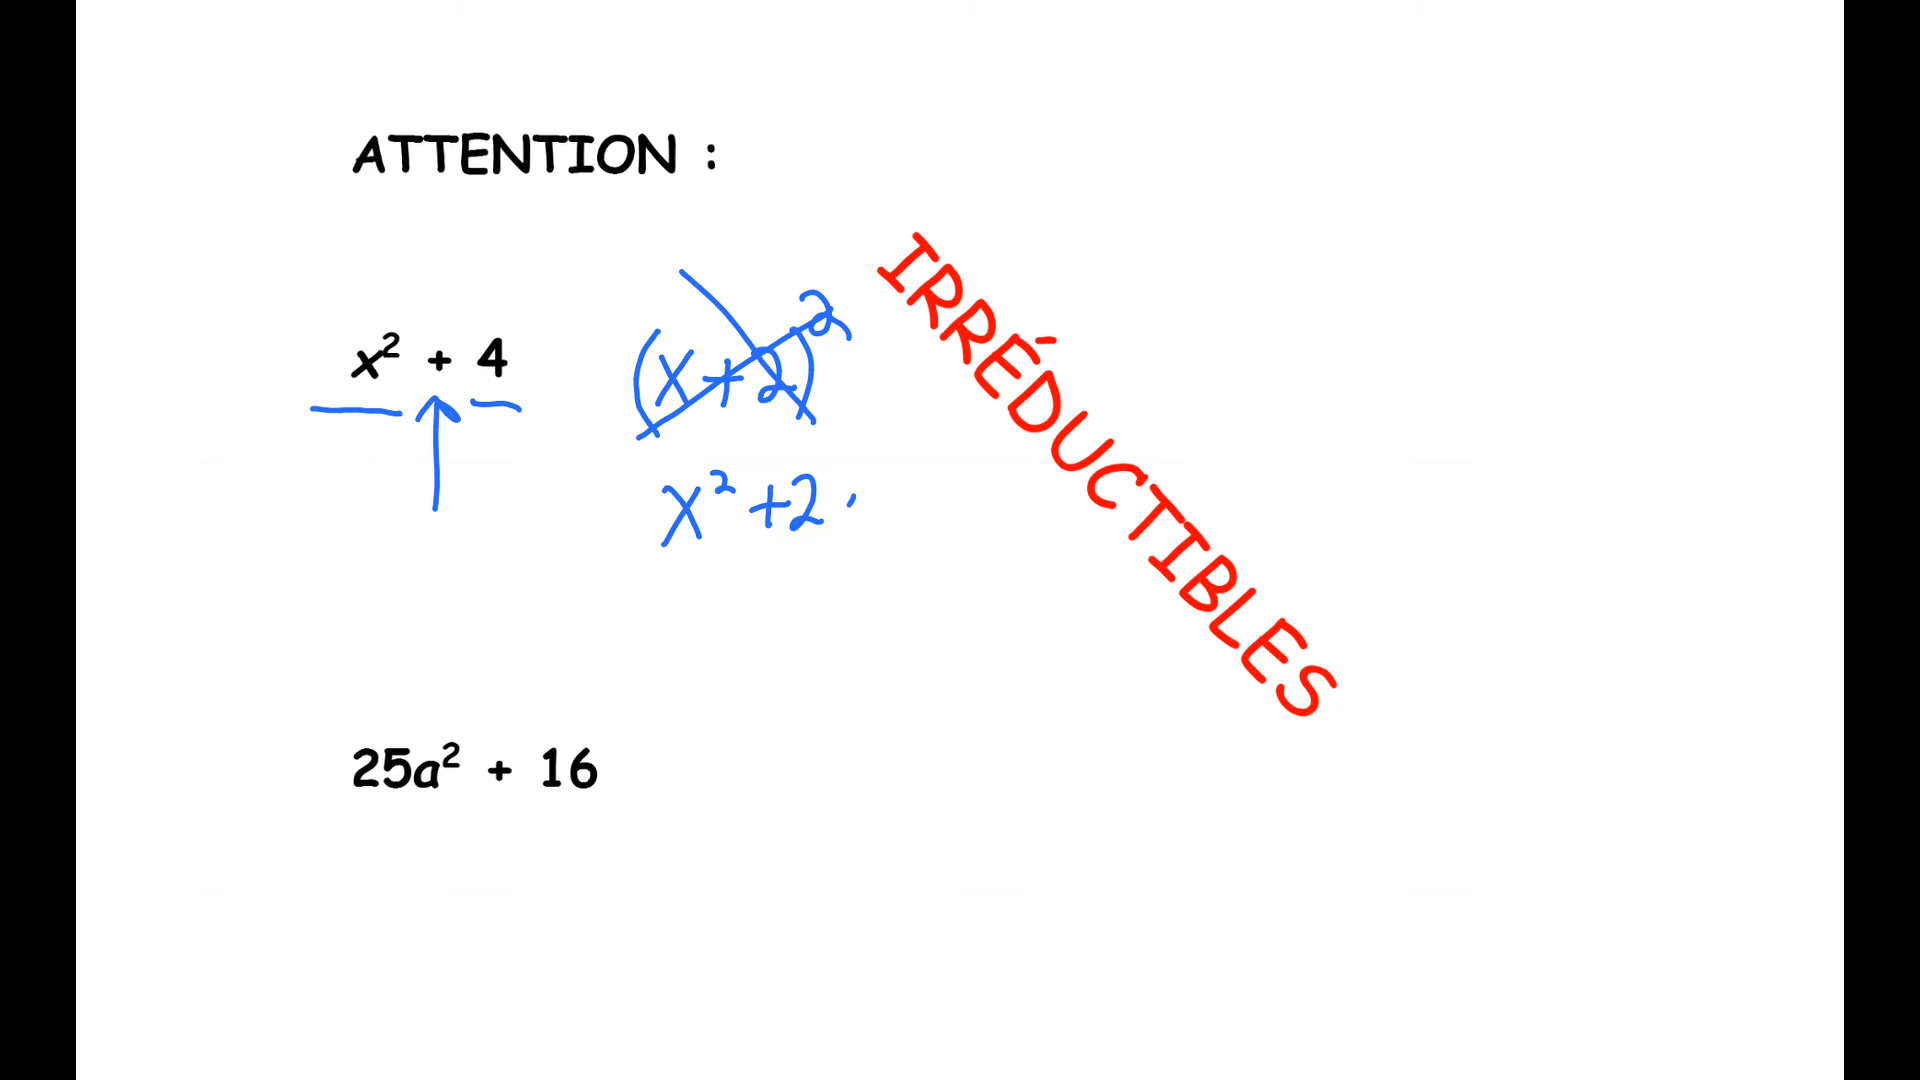 ATTENTION :
IRRÉDUCTIBLES
x² + 4
(x+2)²
x² +2 ·
25a² + 16